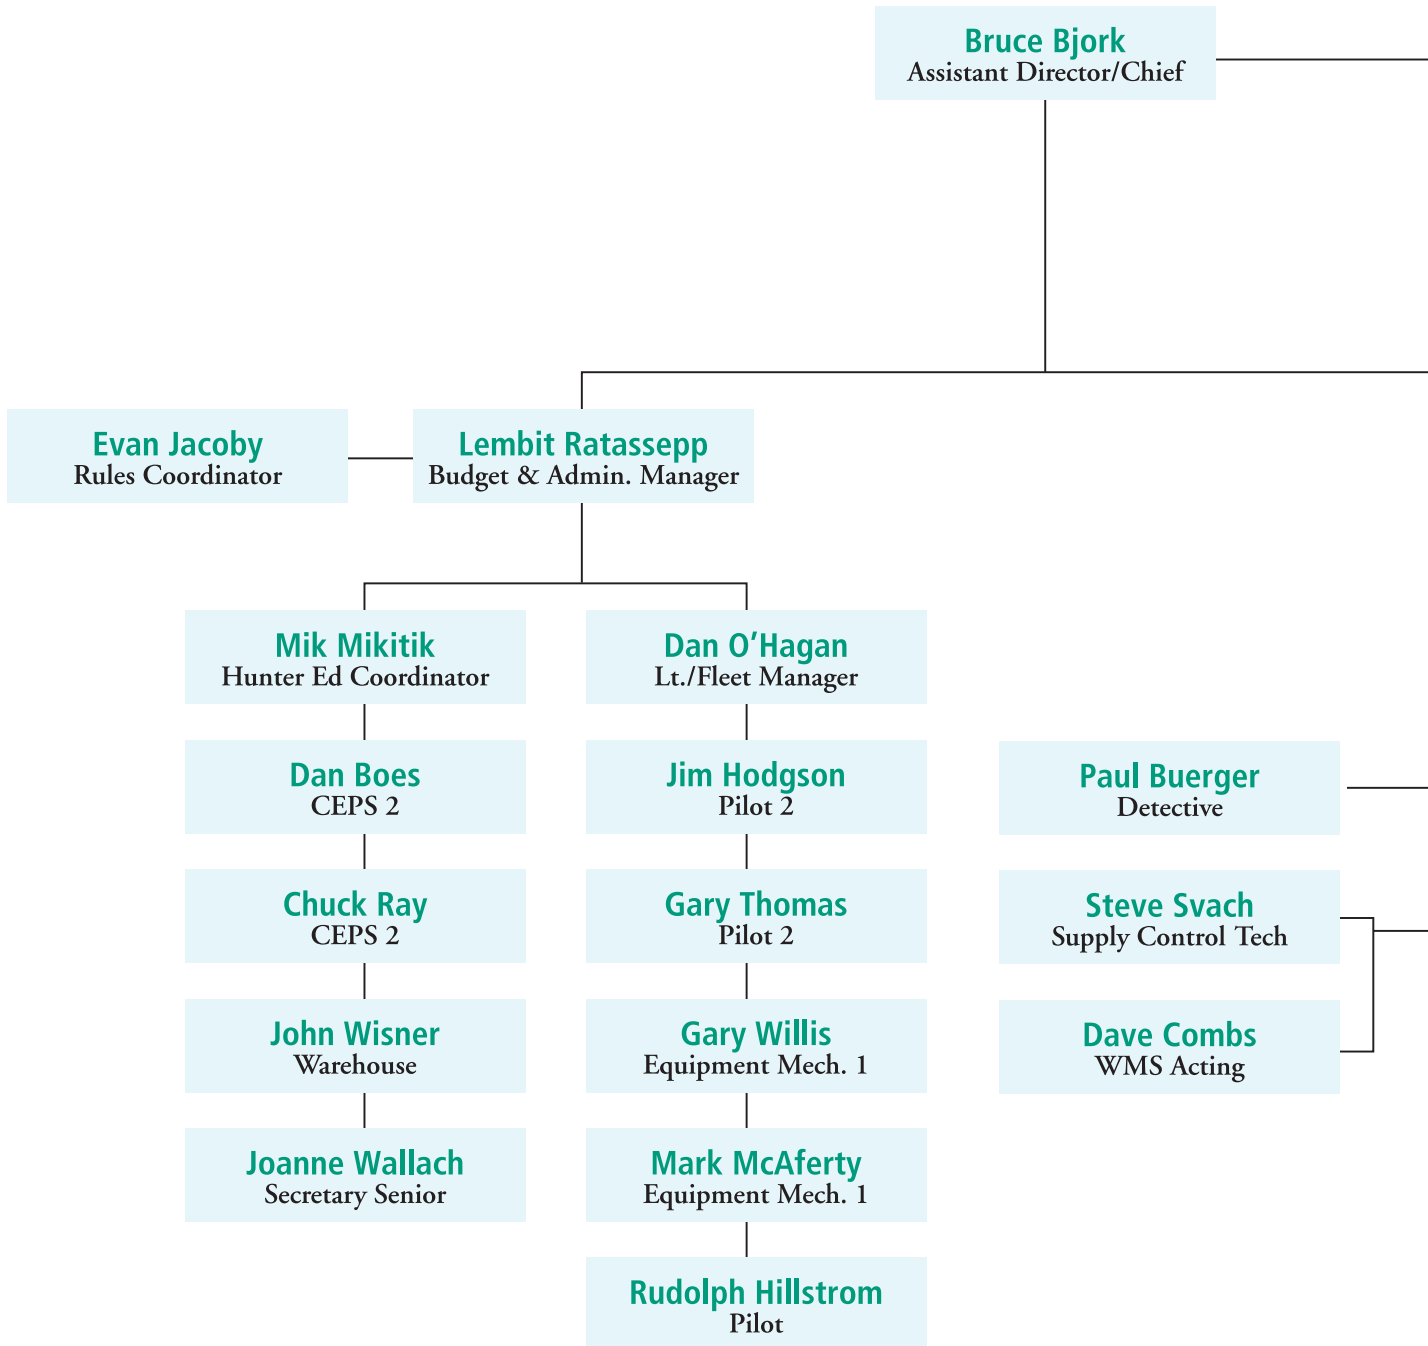 Bruce Bjork
Assistant Director/Chief
Evan Jacoby
Rules Coordinator
Lembit Ratassepp
Budget & Admin. Manager
Mik Mikitik
Hunter Ed Coordinator
Dan Boes
CEPS 2
Chuck Ray
CEPS 2
John Wisner
Warehouse
Joanne Wallach
Secretary Senior
Dan O’Hagan
Lt./Fleet Manager
Jim Hodgson
Pilot 2
Gary Thomas
Pilot 2
Gary Willis
Equipment Mech. 1
Mark McAferty
Equipment Mech. 1
Rudolph Hillstrom
Pilot
Paul Buerger
Detective
Steve Svach
Supply Control Tech
Dave Combs
WMS Acting